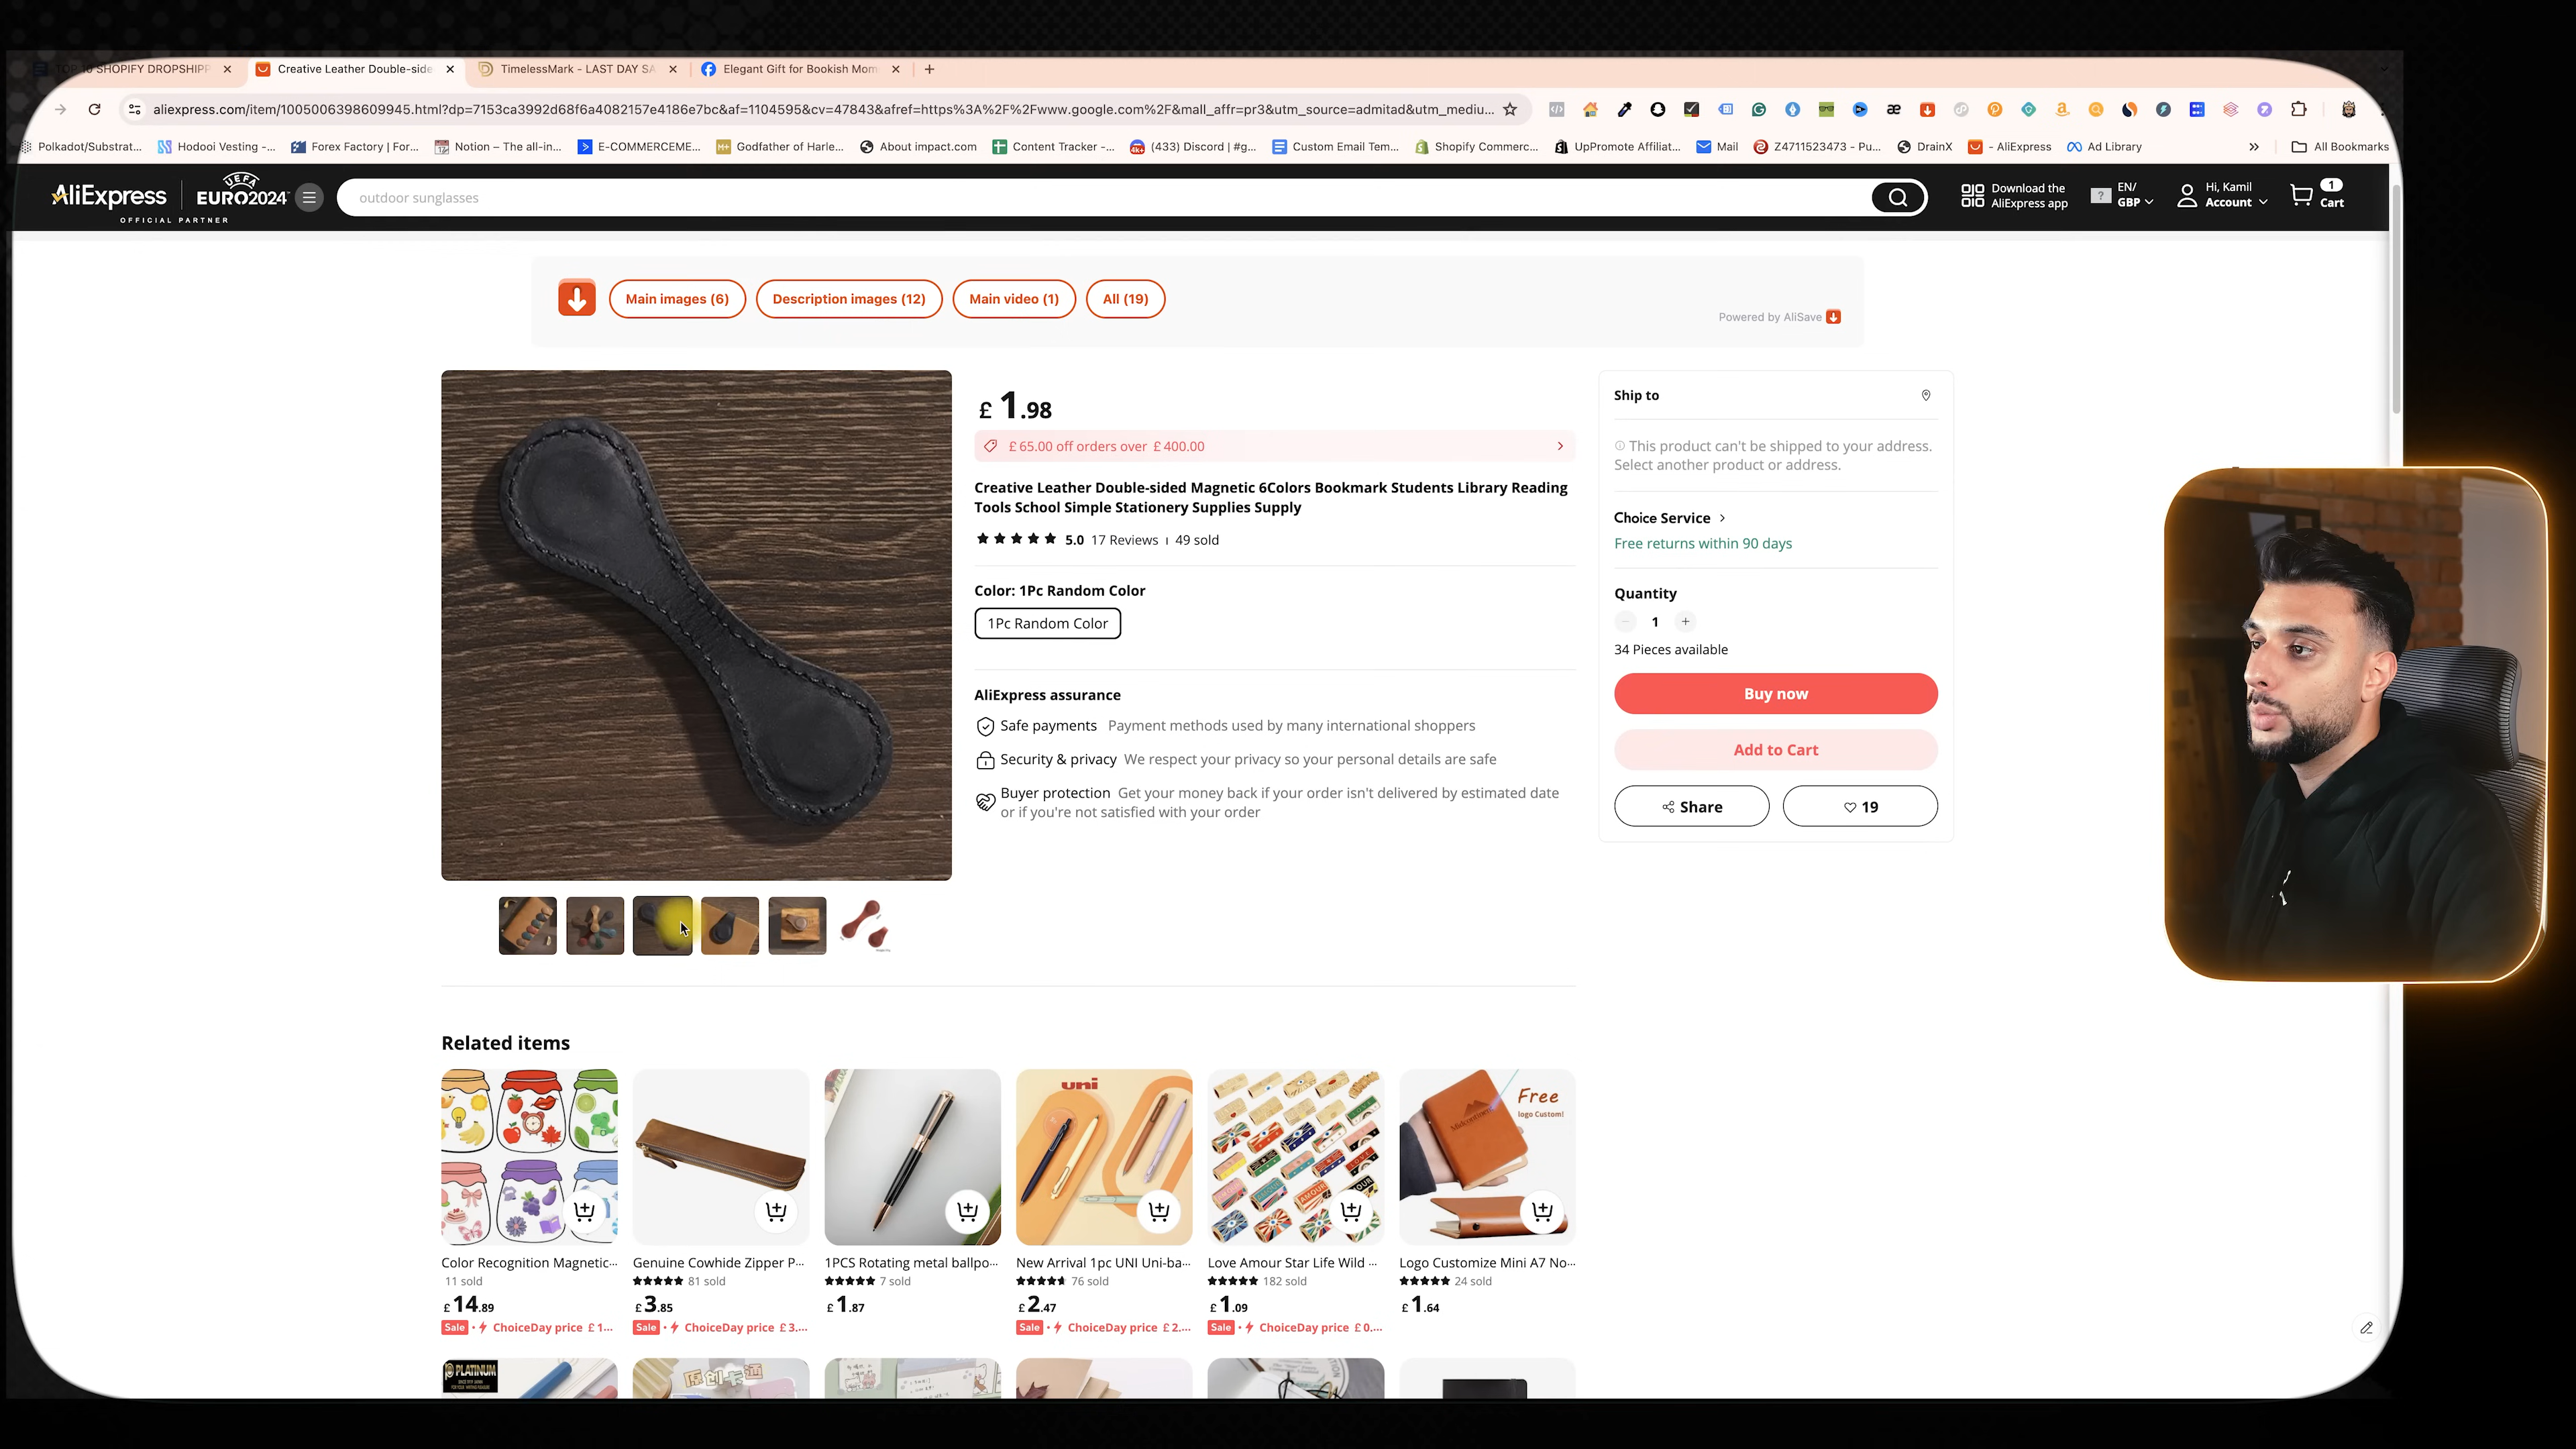 TOP 10 SHOPIFY DROPSHIPP
Creative Leather Double-side
TimelessMark - LAST DAY SA
Elegant Gift for Bookish Mom
aliexpress.com/item/1005006398609945.html?dp=7153ca3992d68f6a4082157e4186e7bc&af=1104595&cv=47843&afref=https%3A%2F%2Fwww.google.com%2F&mall_affr=pr3&utm_source=admitad&utm_mediu...
Polkadot/Substrat...
Hodooi Vesting -...
Forex Factory | For...
Notion – The all-in...
E-COMMERCEME...
Godfather of Harle...
About impact.com
Content Tracker -...
(433) Discord | #g...
Custom Email Tem...
Shopify Commerc...
UpPromote Affiliat...
Mail
Z4711523473 - Pu...
DrainX
- AliExpress
Ad Library
All Bookmarks
AliExpress
UEFA
EURO2024
OFFICIAL PARTNER
outdoor sunglasses
Download the
AliExpress app
EN/
GBP
Hi, Kamil
Account
1
Cart
Main images (6)
Description images (12)
Main video (1)
All (19)
Powered by AliSave
£ 1.98
£ 65.00 off orders over £ 400.00
Creative Leather Double-sided Magnetic 6Colors Bookmark Students Library Reading
Tools School Simple Stationery Supplies Supply
5.0 17 Reviews 49 sold
Color: 1Pc Random Color
1Pc Random Color
AliExpress assurance
Safe payments Payment methods used by many international shoppers
Security & privacy We respect your privacy so your personal details are safe
Buyer protection Get your money back if your order isn't delivered by estimated date
or if you're not satisfied with your order
Ship to
This product can't be shipped to your address.
Select another product or address.
Choice Service
Free returns within 90 days
Quantity
1
34 Pieces available
Buy now
Add to Cart
Share
19
Related items
uni
Free
logo Custom!
Color Recognition Magnetic...
11 sold
£ 14.89
Sale • ChoiceDay price £ 1...
Genuine Cowhide Zipper P...
81 sold
£ 3.85
Sale • ChoiceDay price £ 3....
1PCS Rotating metal ballpo...
7 sold
£ 1.87
New Arrival 1pc UNI Uni-ba...
76 sold
£ 2.47
Sale • ChoiceDay price £ 2....
Love Amour Star Life Wild ...
182 sold
£ 1.09
Sale • ChoiceDay price £ 0....
Logo Customize Mini A7 No...
24 sold
£ 1.64
PLATINUM
原创卡通